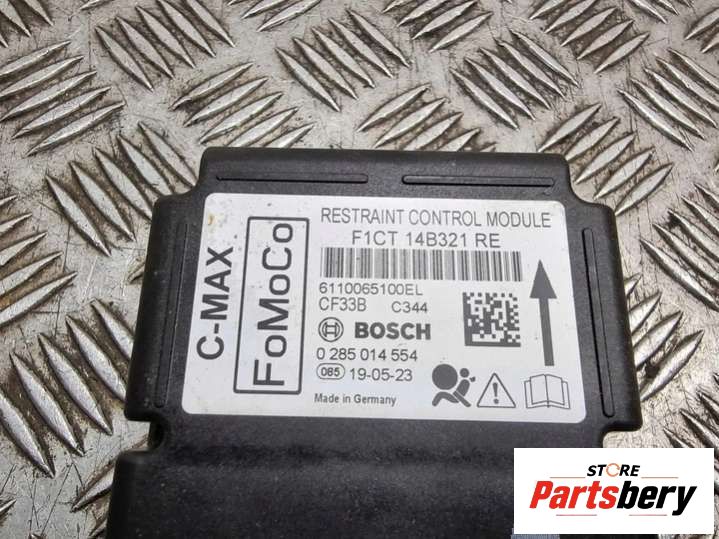 C-MAX
FoMoCo
RESTRAINT CONTROL MODULE
F1CT 14B321 RE
6110065100EL
CF33B C344
BOSCH
0 285 014 554
085 19-05-23
Made in Germany
STORE
Partsbery